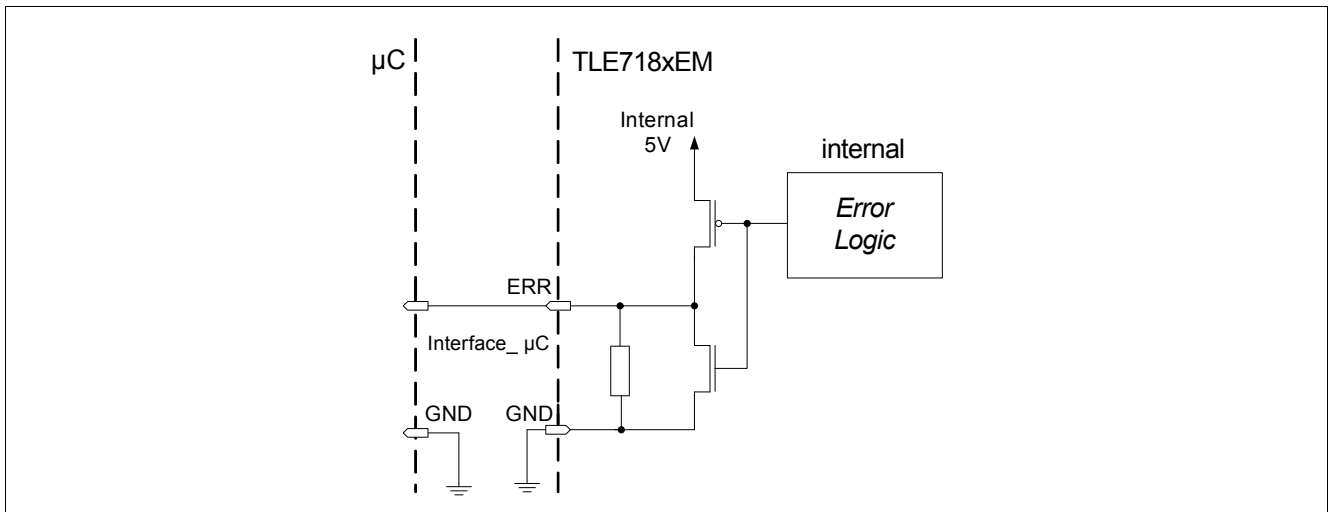 µC
TLE718xEM
Internal
5V
internal
Error
Logic
ERR
Interface_ µC
GND
GND